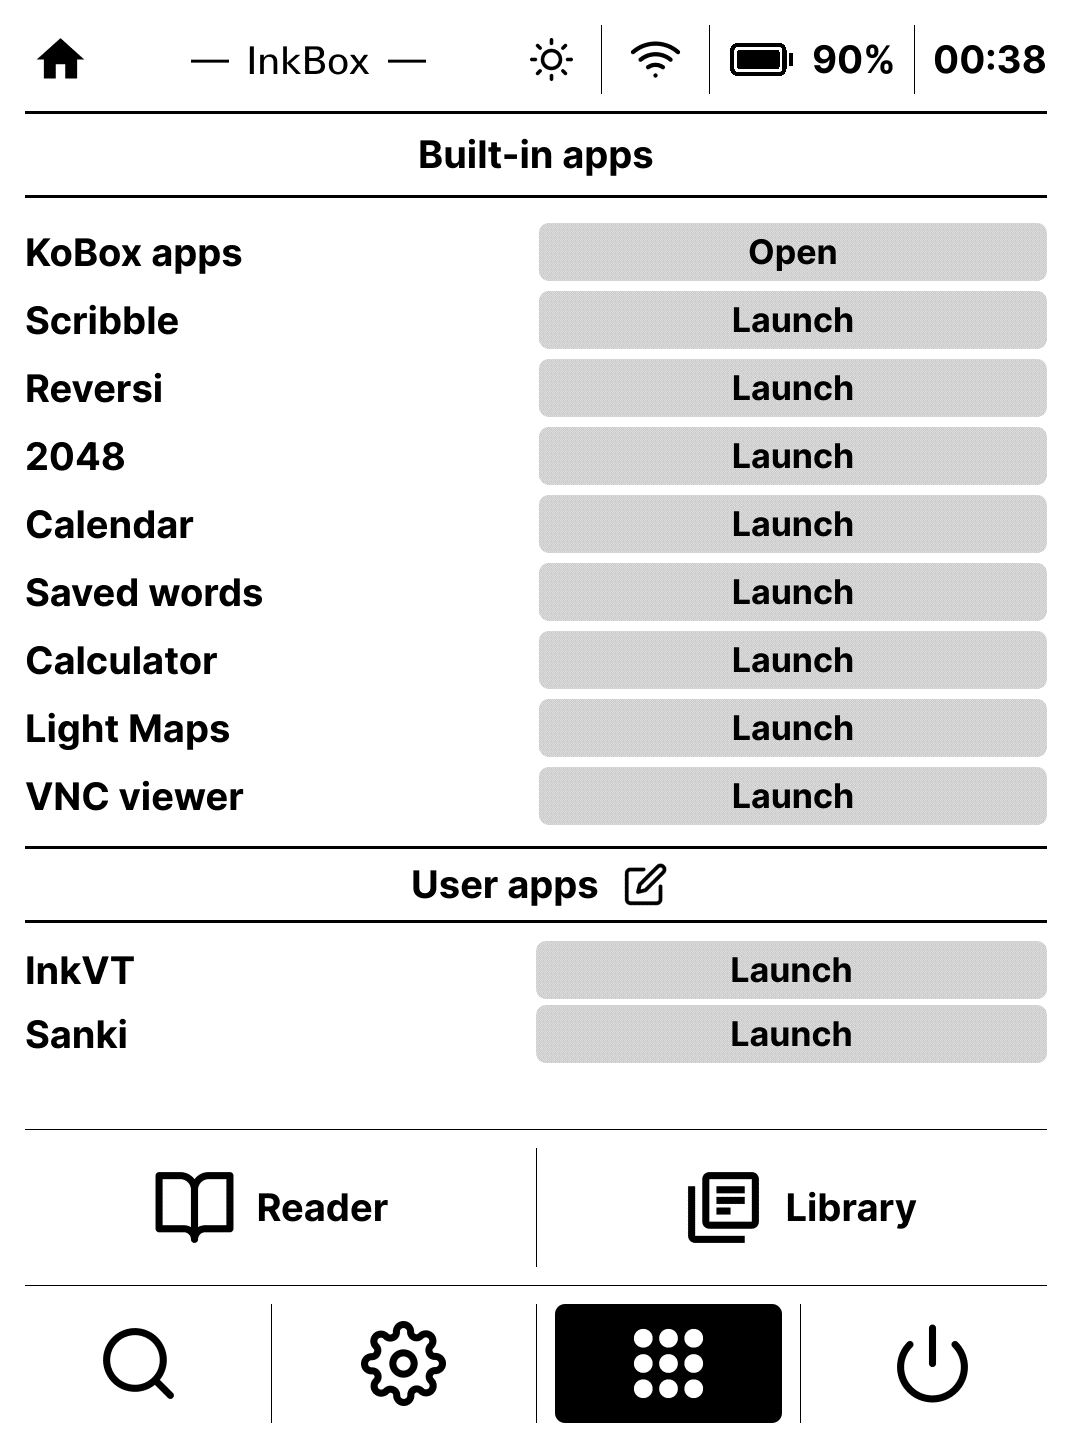 — InkBox — 90% 00:38
Built-in apps
KoBox apps Open
Scribble Launch
Reversi Launch
2048 Launch
Calendar Launch
Saved words Launch
Calculator Launch
Light Maps Launch
VNC viewer Launch
User apps
InkVT Launch
Sanki Launch
Reader Library